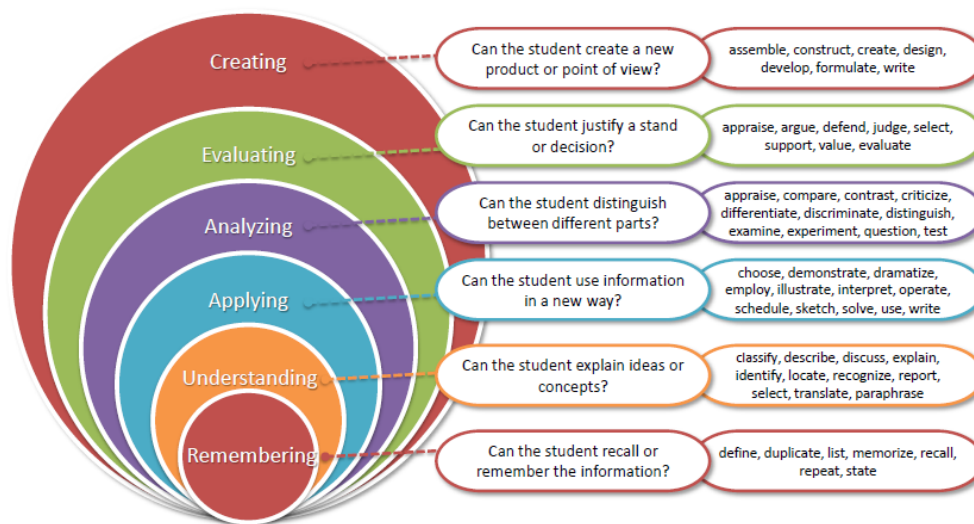 Creating
Can the student create a new
product or point of view?
assemble, construct, create, design,
develop, formulate, write
Evaluating
Can the student justify a stand
or decision?
appraise, argue, defend, judge, select,
support, value, evaluate
Analyzing
Can the student distinguish
between different parts?
appraise, compare, contrast, criticize,
differentiate, discriminate, distinguish,
examine, experiment, question, test
Applying
Can the student use information
in a new way?
choose, demonstrate, dramatize,
employ, illustrate, interpret, operate,
schedule, sketch, solve, use, write
Understanding
Can the student explain ideas or
concepts?
classify, describe, discuss, explain,
identify, locate, recognize, report,
select, translate, paraphrase
Remembering
Can the student recall or
remember the information?
define, duplicate, list, memorize, recall,
repeat, state